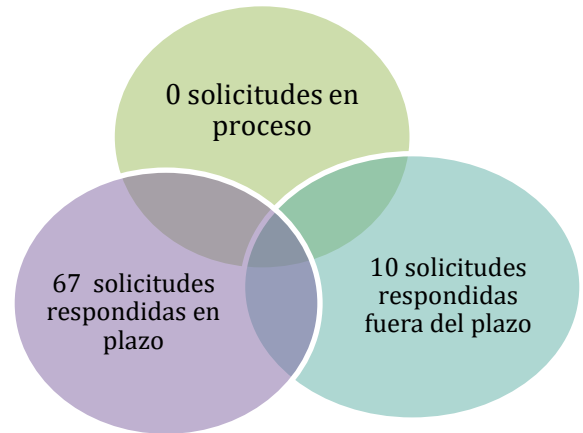 0 solicitudes en
proceso
67 solicitudes
respondidas en
plazo
10 solicitudes
respondidas
fuera del plazo